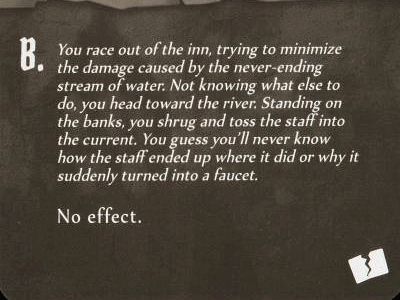 B.
You race out of the inn, trying to minimize
the damage caused by the never-ending
stream of water. Not knowing what else to
do, you head toward the river. Standing on
the banks, you shrug and toss the staff into
the current. You guess you'll never know
how the staff ended up where it did or why it
suddenly turned into a faucet.
No effect.